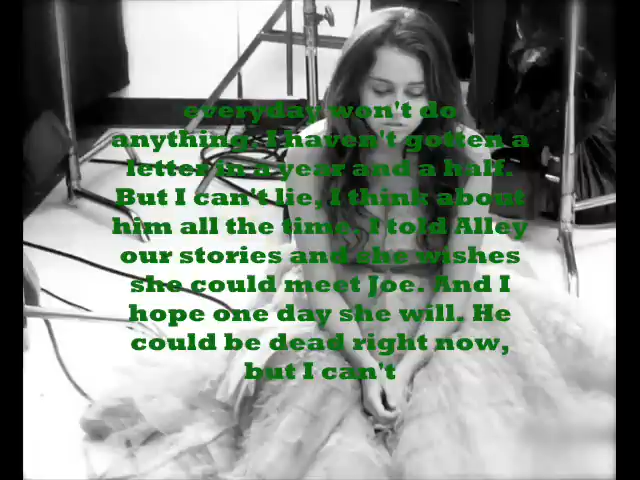 everyday won't do
anything. I haven't gotten a
letter in a year and a half.
But I can't lie, I think about
him all the time. I told Alley
our stories and she wishes
she could meet Joe. And I
hope one day she will. He
could be dead right now,
but I can't